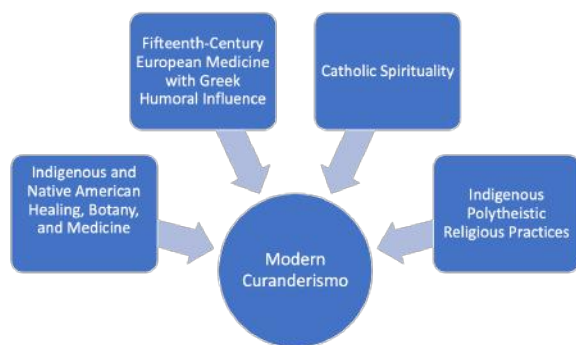 Fifteenth-Century
European Medicine
with Greek
Humoral Influence
Catholic Spirituality
Indigenous and
Native American
Healing, Botany,
and Medicine
Indigenous
Polytheistic
Religious Practices
Modern
Curanderismo